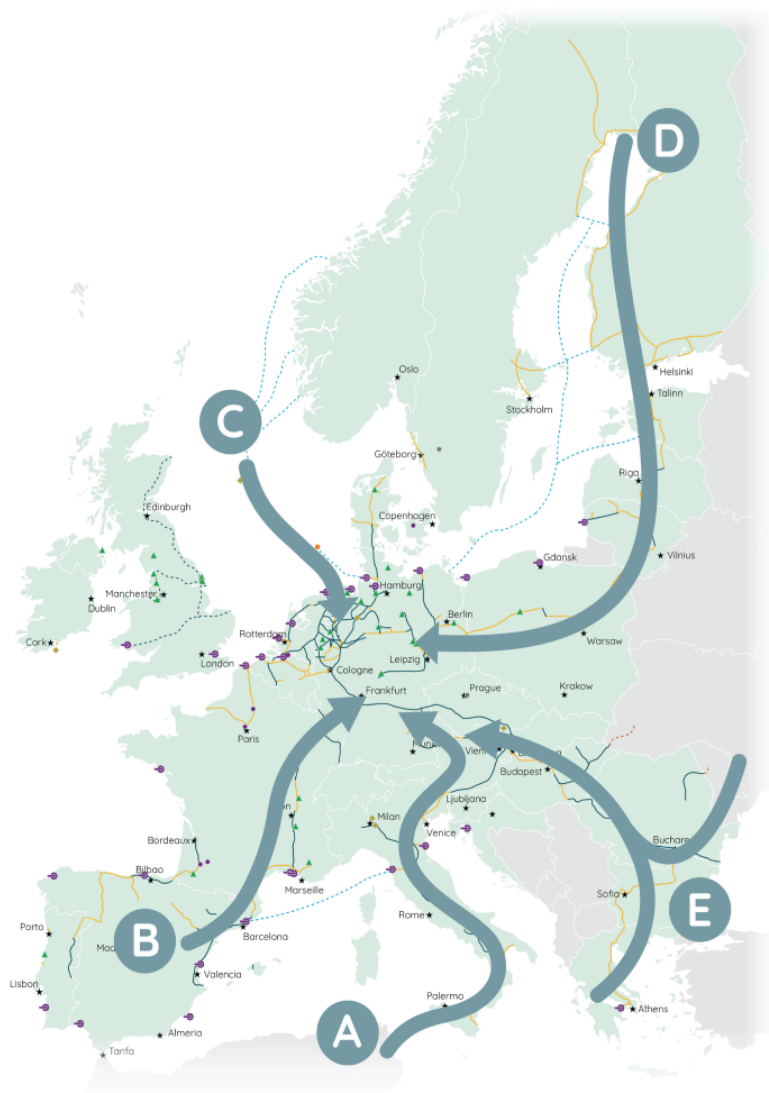 D
Oslo
Helsinki
Talinn
Stockholm
C
Göteborg
Riga
Edinburgh
Copenhagen
Vilnius
Gdansk
Manchester
Dublin
Hamburg
Berlin
Cork
Rotterdam
Warsaw
London
Leipzig
Cologne
Frankfurt
Prague
Krakow
Paris
Budapest
Ljubljana
Milan
Venice
Bordeaux
Bilbao
Marseille
Sofia
E
Rome
Porto
B
Barcelona
Valencia
Lisbon
Palermo
Athens
A
Almeria
Tarifa